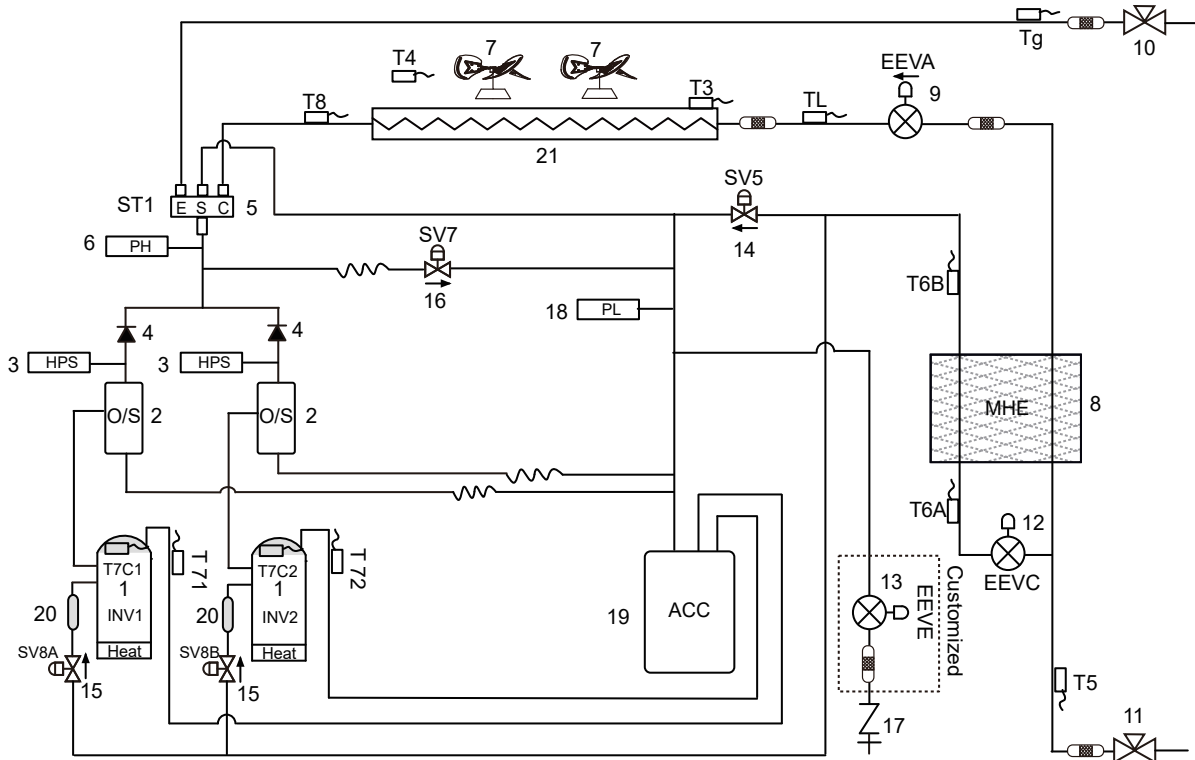 Tg
10
7
7
EEVA
T4
9
T8
T3
TL
21
ST1
E S C
5
SV5
6
PH
SV7
14
16
T6B
18
PL
4
4
3
HPS
3
HPS
MHE
8
O/S
2
O/S
2
T6A
12
EEVC
T7C1
1
INV1
Heat
T71
T7C2
1
INV2
Heat
T72
20
20
SV8A
15
SV8B
15
19
ACC
13
EEVE
Customized
17
T5
11